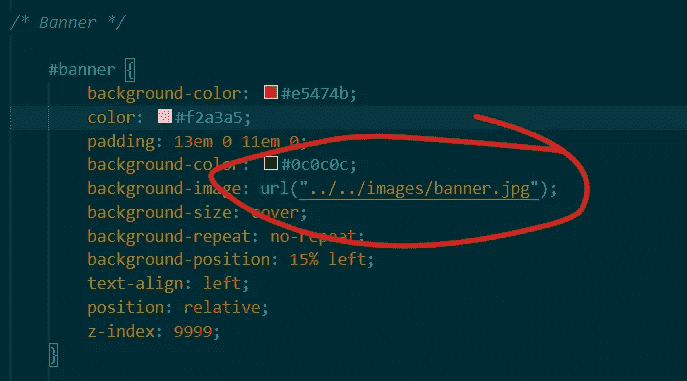 /* Banner */
#banner {
background-color: #e5474b;
color: #f2a3a5;
padding: 13em 0 11em 0;
background-color: #0c0c0c;
background-image: url("../../images/banner.jpg");
background-size: cover;
background-repeat: no-repeat;
background-position: 15% left;
text-align: left;
position: relative;
z-index: 9999;
}